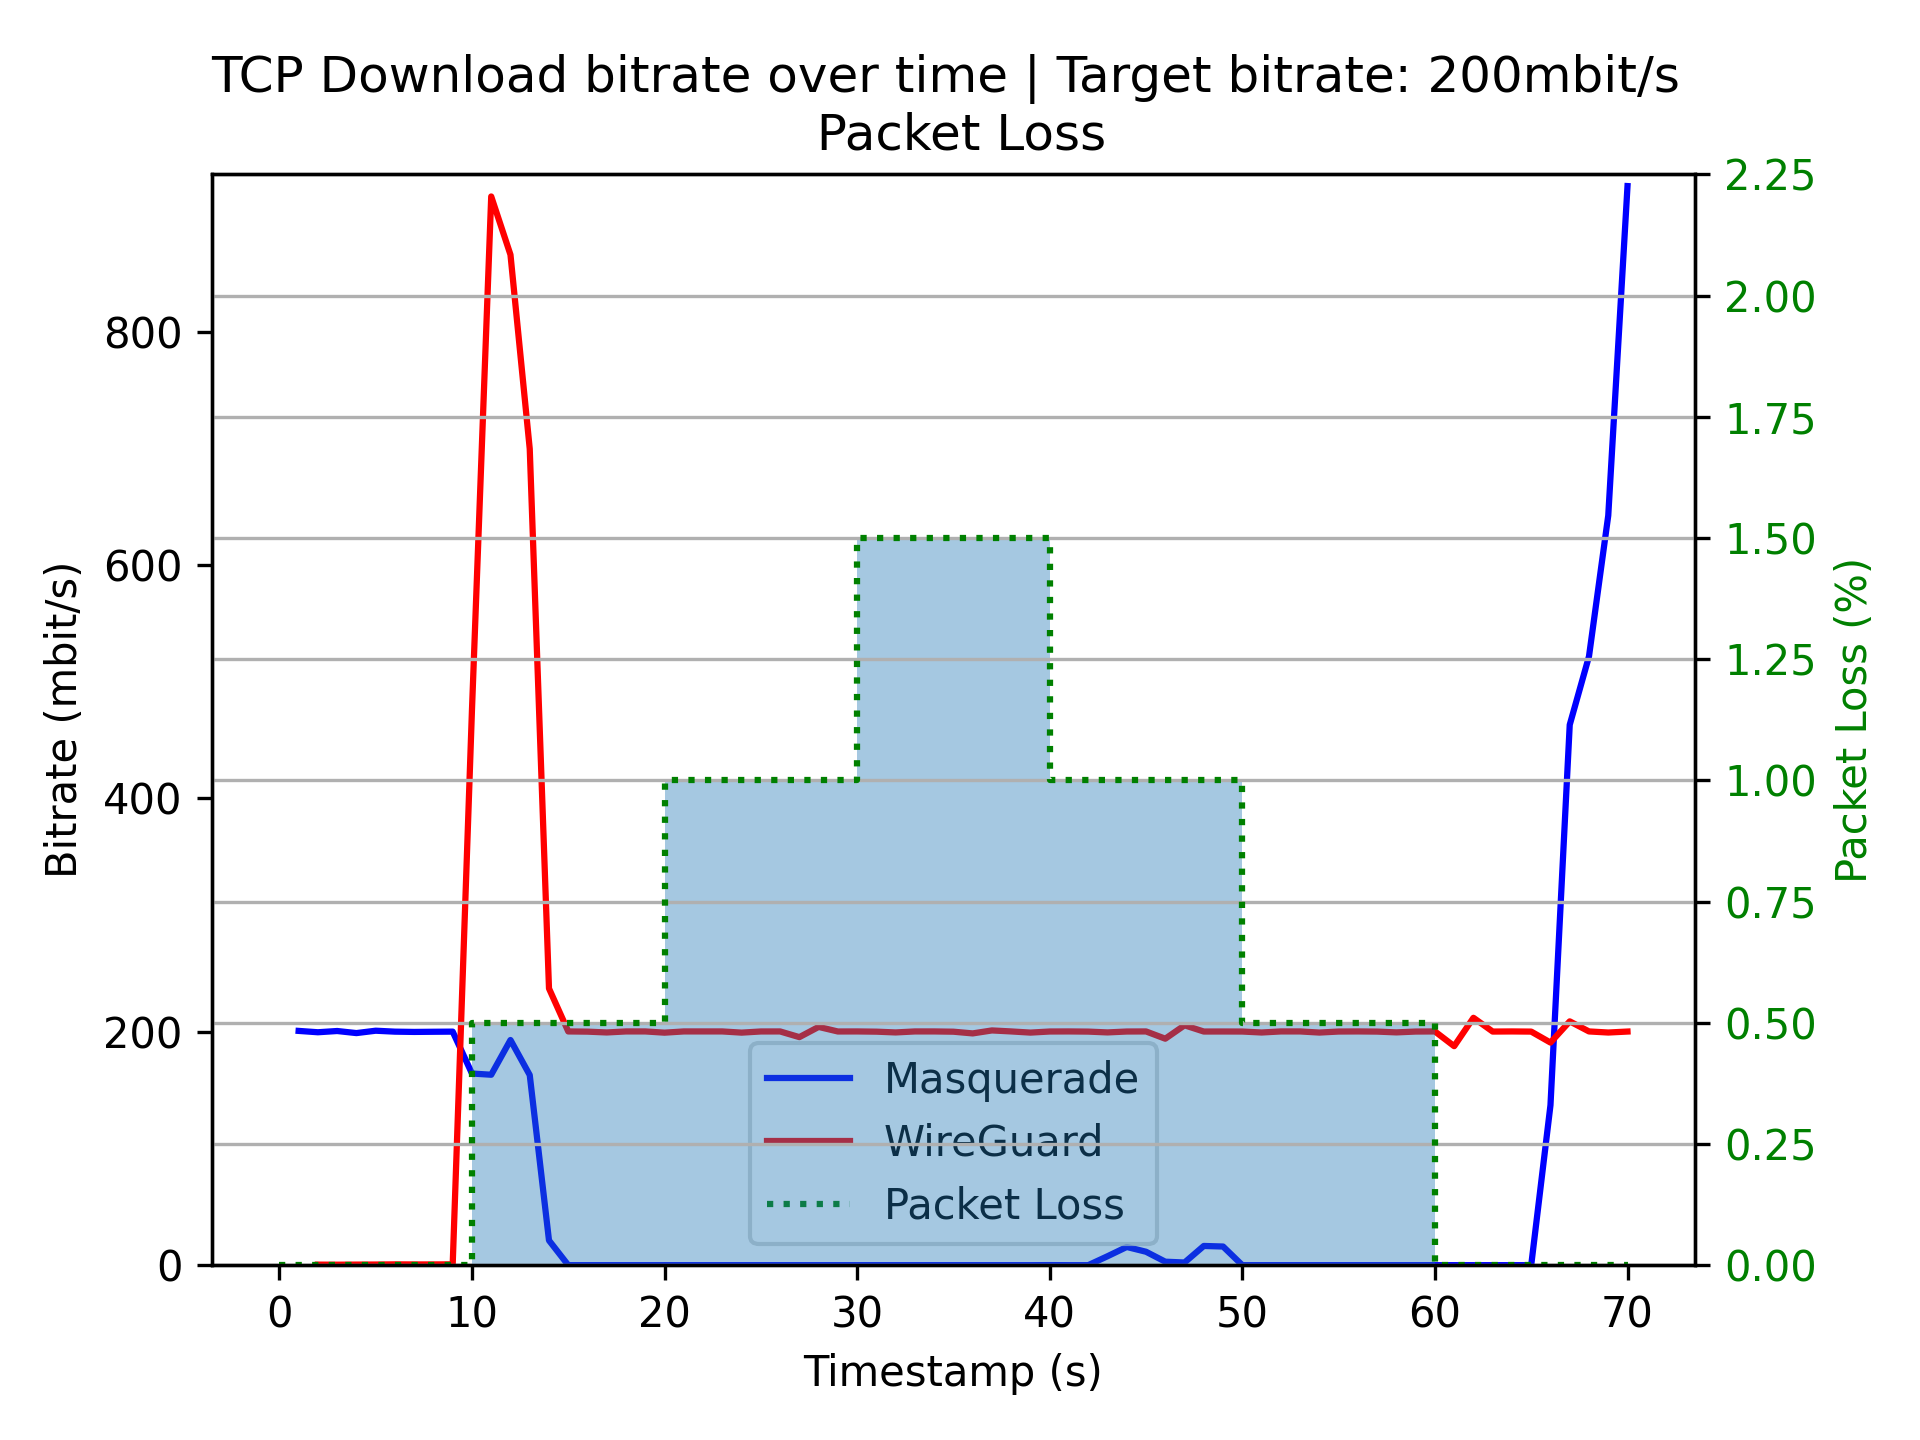 TCP Download bitrate over time | Target bitrate: 200mbit/s
Packet Loss
Bitrate (mbit/s)
800
600
400
200
0
2.25
2.00
1.75
1.50
1.25
1.00
0.75
0.50
0.25
0.00
Packet Loss (%)
Masquerade
WireGuard
Packet Loss
0 10 20 30 40 50 60 70
Timestamp (s)